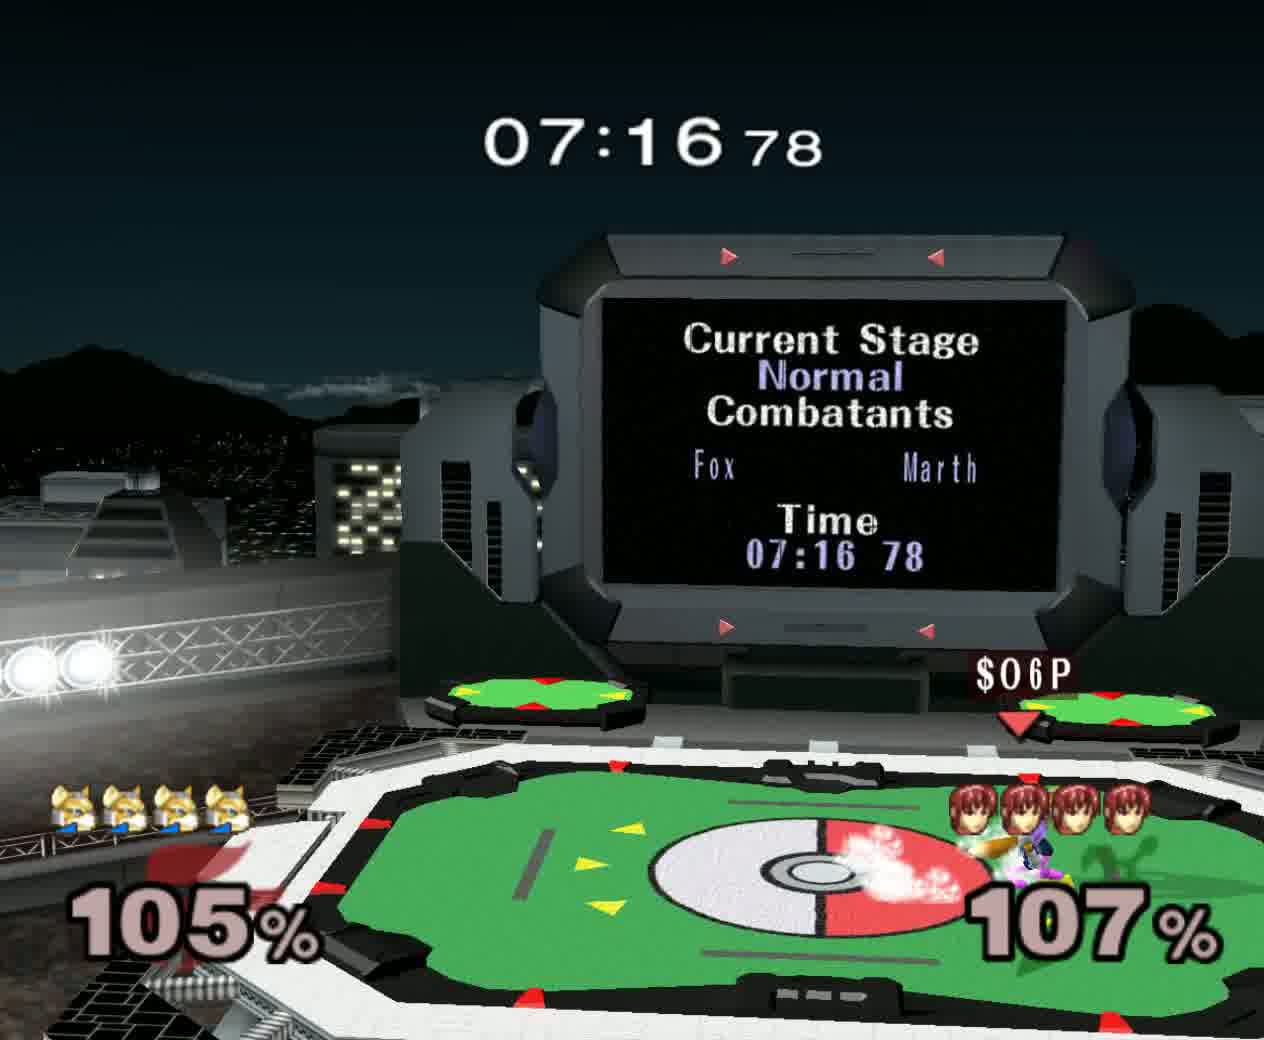 07:16 78
Current Stage
Normal
Combatants
Fox Marth
Time
07:16 78
$06P
105%
107%